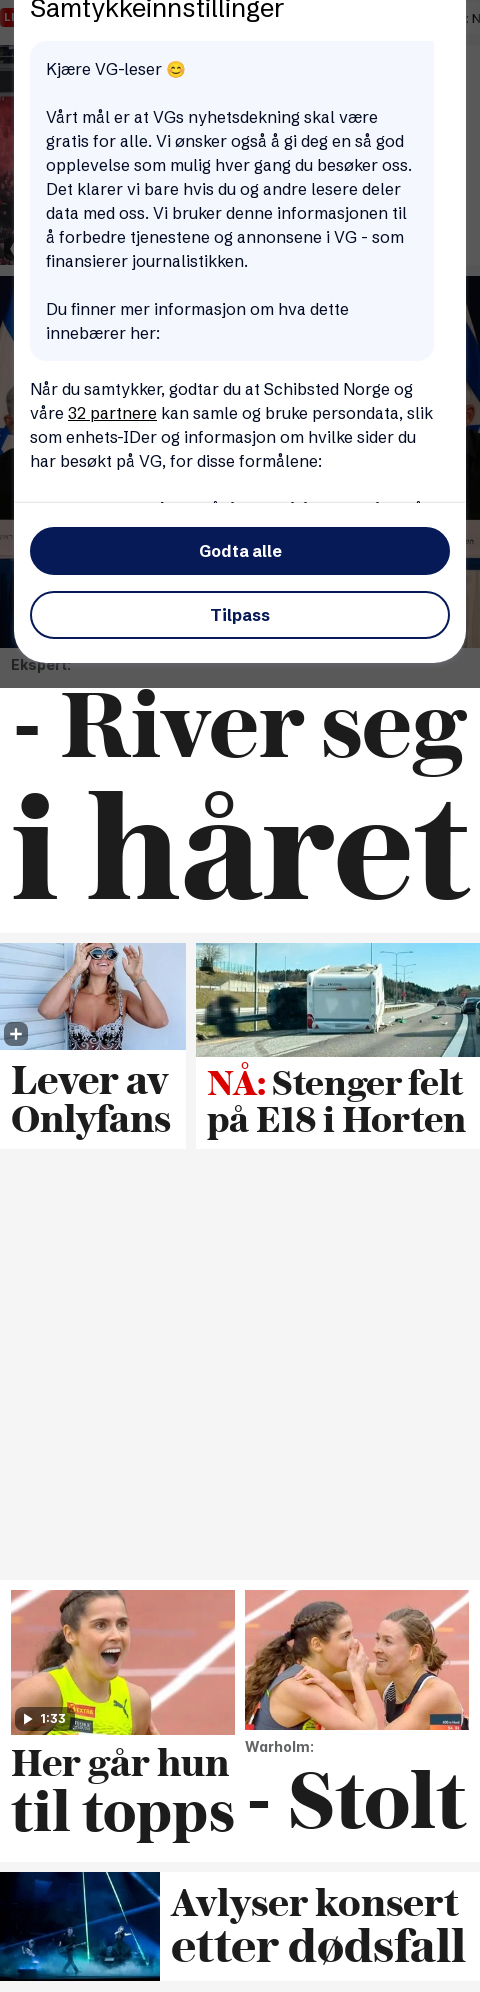 Samtykkeinnstillinger
Kjære VG-leser 😊
Vårt mål er at VGs nyhetsdekning skal være
gratis for alle. Vi ønsker også å gi deg en så god
opplevelse som mulig hver gang du besøker oss.
Det klarer vi bare hvis du og andre lesere deler
data med oss. Vi bruker denne informasjonen til
å forbedre tjenestene og annonsene i VG - som
finansierer journalistikken.
Du finner mer informasjon om hva dette
innebærer her:
Når du samtykker, godtar du at Schibsted Norge og
våre 32 partnere kan samle og bruke persondata, slik
som enhets-IDer og informasjon om hvilke sider du
har besøkt på VG, for disse formålene:
Godta alle
Tilpass
Ekspert:
- River seg
i håret
Lever av
Onlyfans
NÅ: Stenger felt
på E18 i Horten
1:33
Her går hun
til topps
Warholm:
- Stolt
Avlyser konsert
etter dødsfall